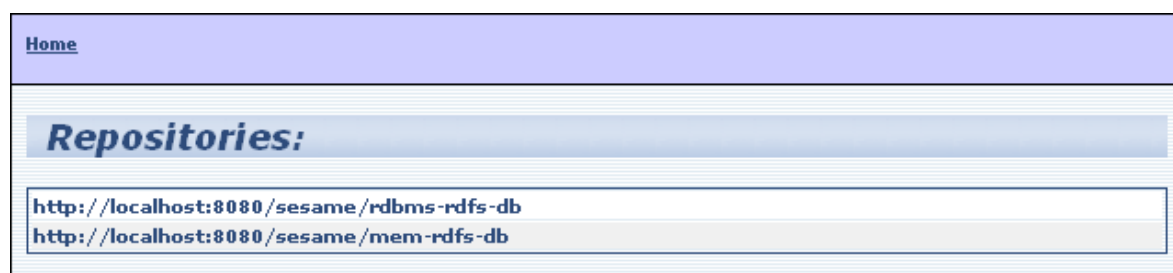 Home
Repositories:
http://localhost:8080/sesame/rdbms-rdfs-db
http://localhost:8080/sesame/mem-rdfs-db